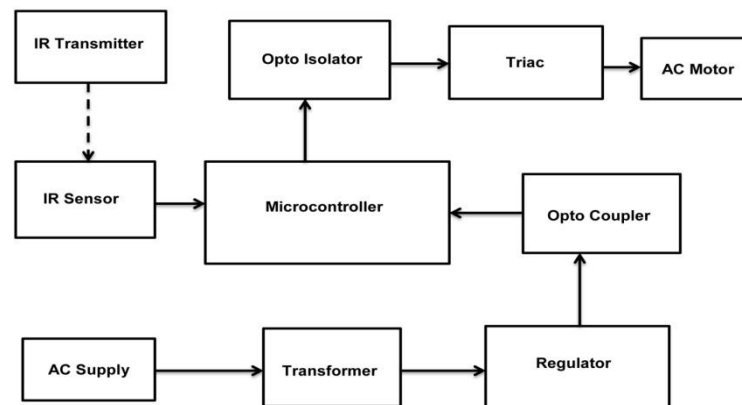 IR Transmitter
Opto Isolator
Triac
AC Motor
IR Sensor
Microcontroller
Opto Coupler
AC Supply
Transformer
Regulator